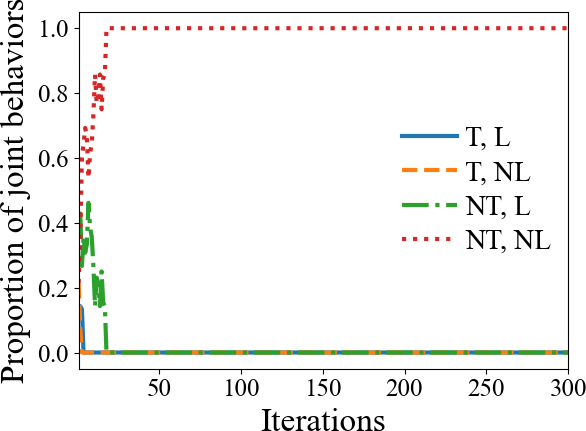 Proportion of joint behaviors
1.0
0.8
0.6
0.4
0.2
0.0
T, L
T, NL
NT, L
NT, NL
50
100
150
200
250
300
Iterations